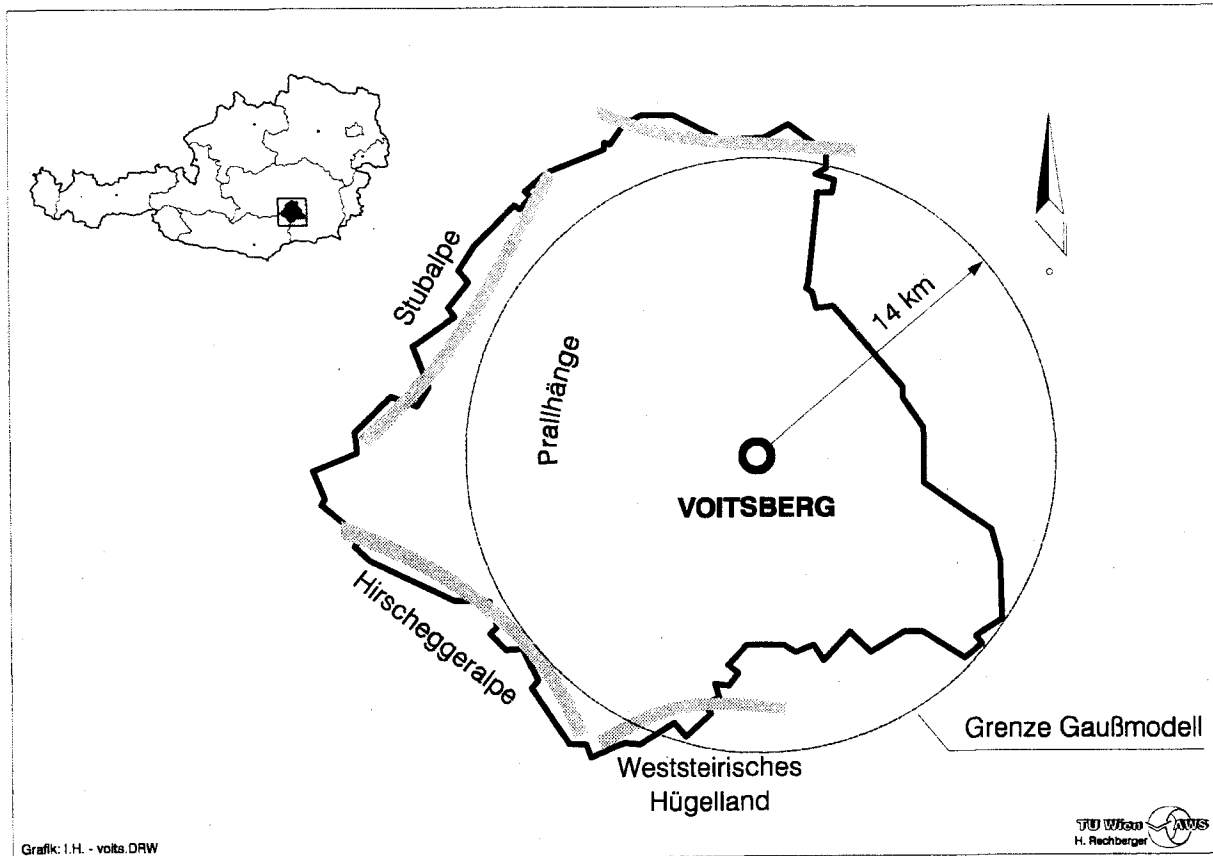 Stubalpe
14 km
Prallhänge
VOITSBERG
Hirscheggeralpe
Grenze Gaußmodell
Weststeirisches
Hügelland
TU Wien AWS
H. Rechberger
Grafik: I.H. - voits.DRW